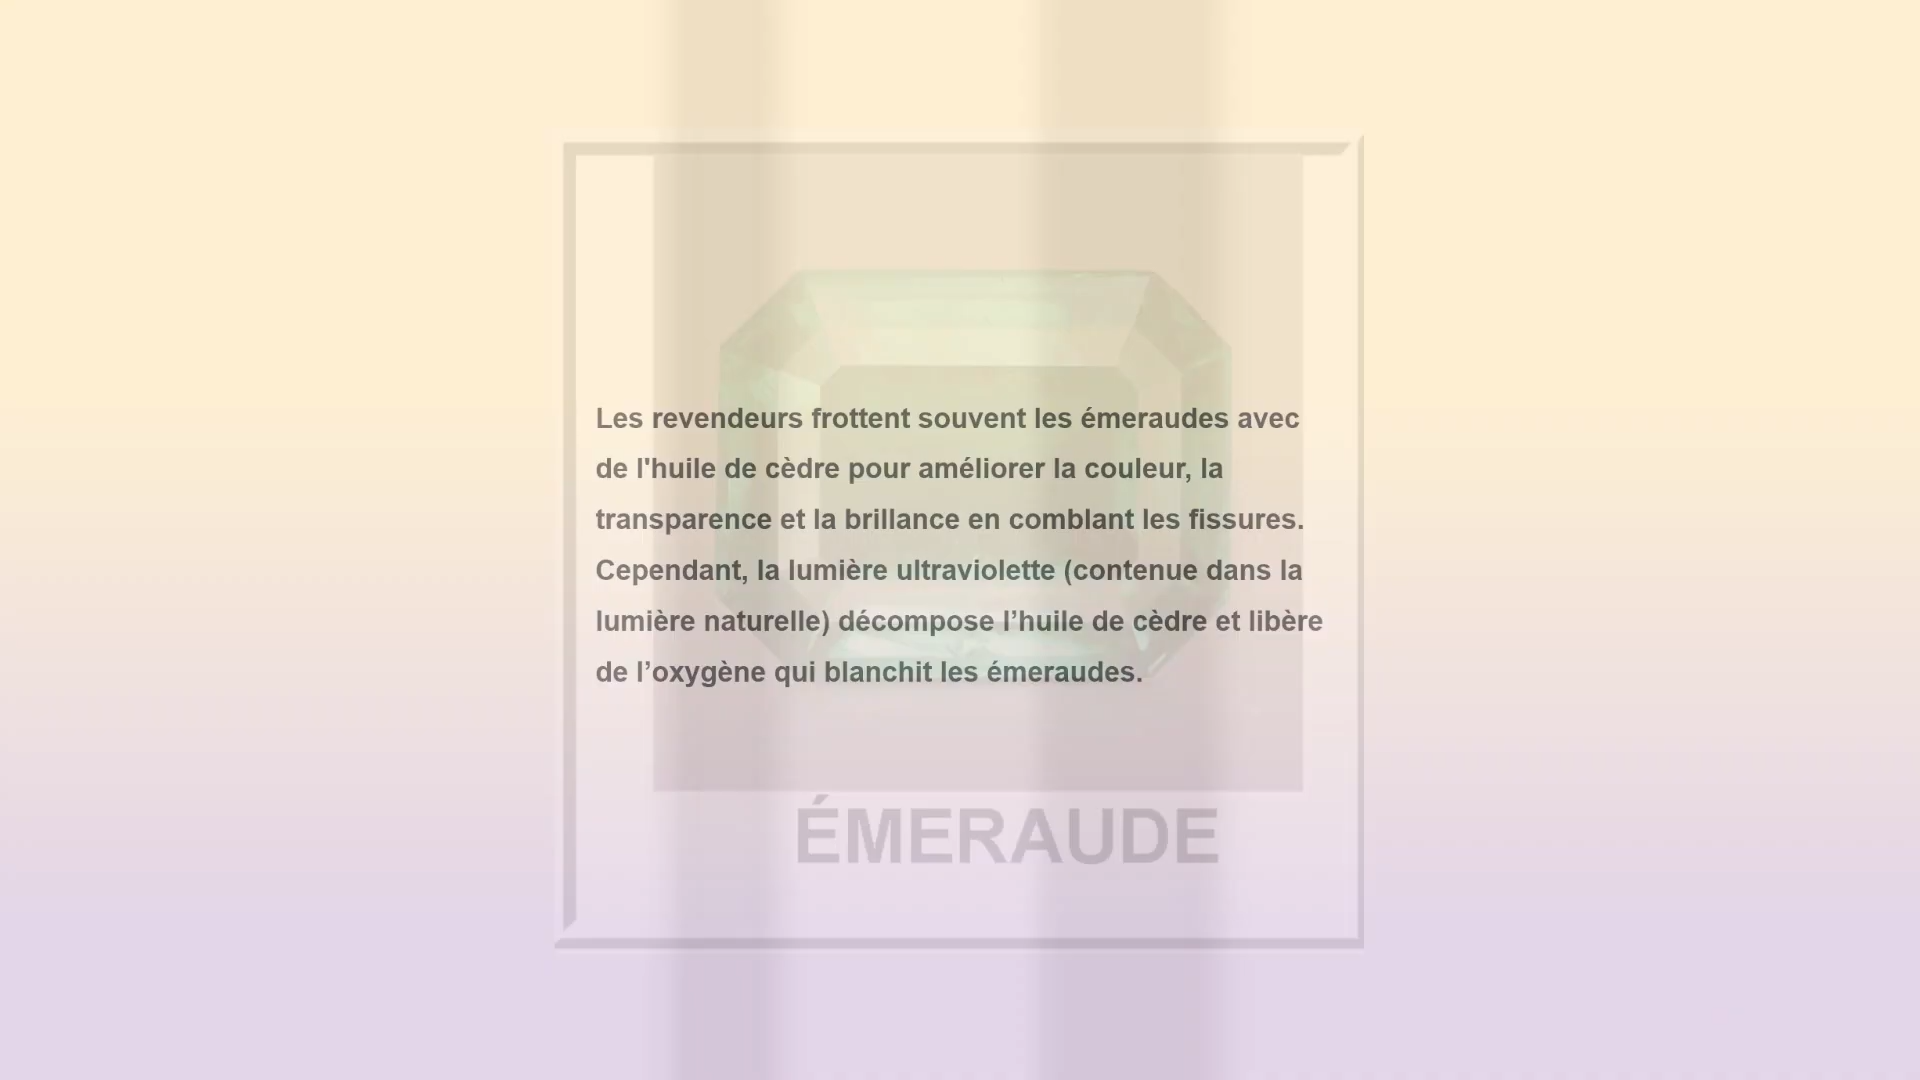 Les revendeurs frottent souvent les émeraudes avec
de l'huile de cèdre pour améliorer la couleur, la
transparence et la brillance en comblant les fissures.
Cependant, la lumière ultraviolette (contenue dans la
lumière naturelle) décompose l’huile de cèdre et libère
de l’oxygène qui blanchit les émeraudes.
ÉMERAUDE